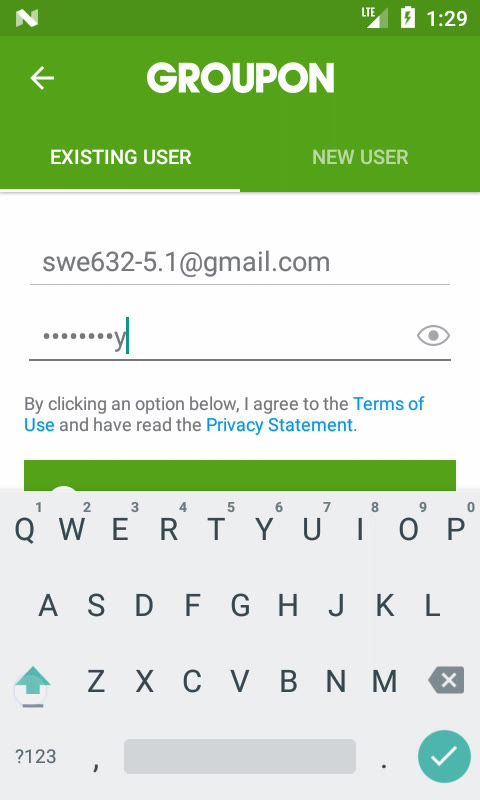 LTE 1:29
GROUPON
EXISTING USER NEW USER
swe632-5.1@gmail.com
••••••••y
By clicking an option below, I agree to the Terms of
Use and have read the Privacy Statement.
1 2 3 4 5 6 7 8 9 0
Q W E R T Y U I O P
A S D F G H J K L
Z X C V B N M
?123 , .